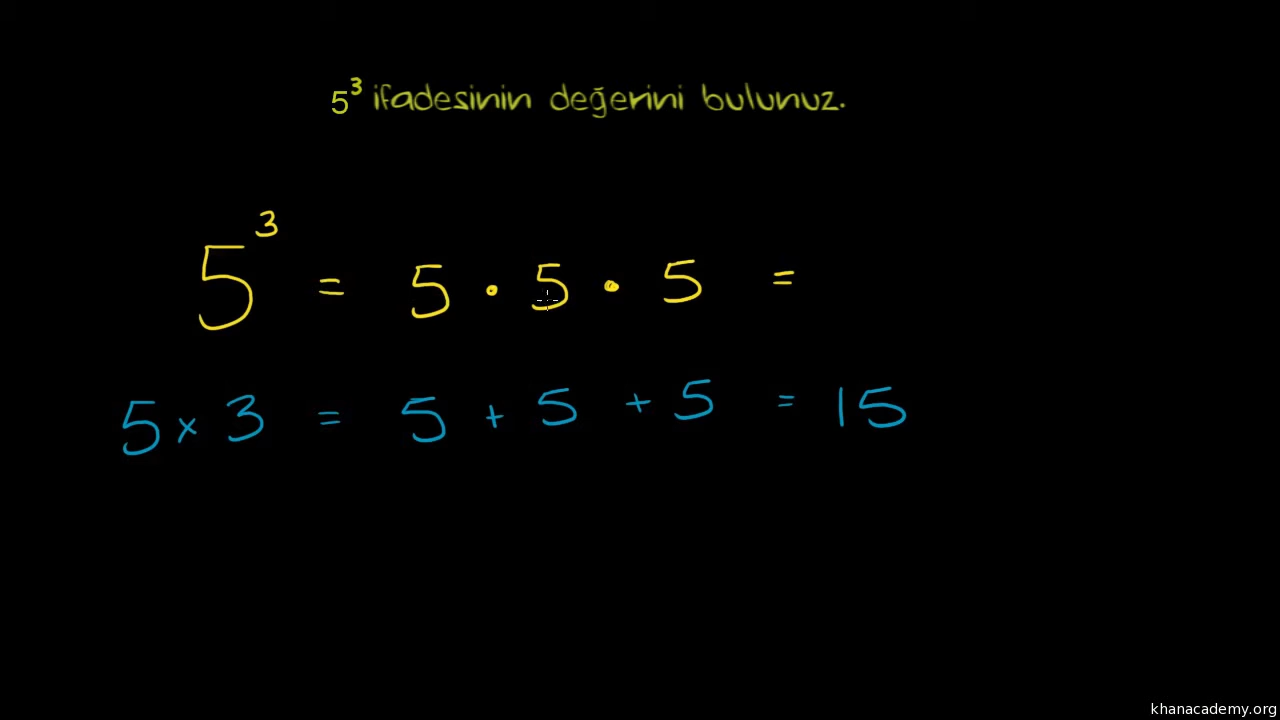 5³ ifadesinin değerini bulunuz.
5³ = 5 · 5 · 5 =
5 × 3 = 5 + 5 + 5 = 15
khanacademy.org